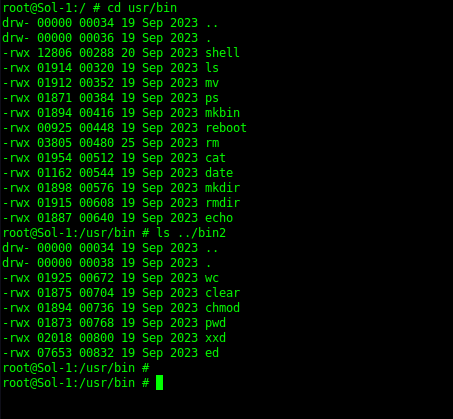 root@Sol-1:/ # cd usr/bin
drw- 00000 00034 19 Sep 2023 ..
drw- 00000 00036 19 Sep 2023 .
-rwx 12806 00288 20 Sep 2023 shell
-rwx 01914 00320 19 Sep 2023 ls
-rwx 01912 00352 19 Sep 2023 mv
-rwx 01871 00384 19 Sep 2023 ps
-rwx 01894 00416 19 Sep 2023 mkbin
-rwx 00925 00448 19 Sep 2023 reboot
-rwx 03805 00480 25 Sep 2023 rm
-rwx 01954 00512 19 Sep 2023 cat
-rwx 01162 00544 19 Sep 2023 date
-rwx 01898 00576 19 Sep 2023 mkdir
-rwx 01915 00608 19 Sep 2023 rmdir
-rwx 01887 00640 19 Sep 2023 echo
root@Sol-1:/usr/bin # ls ../bin2
drw- 00000 00034 19 Sep 2023 ..
drw- 00000 00038 19 Sep 2023 .
-rwx 01925 00672 19 Sep 2023 wc
-rwx 01875 00704 19 Sep 2023 clear
-rwx 01894 00736 19 Sep 2023 chmod
-rwx 01873 00768 19 Sep 2023 pwd
-rwx 02018 00800 19 Sep 2023 xxd
-rwx 07653 00832 19 Sep 2023 ed
root@Sol-1:/usr/bin #
root@Sol-1:/usr/bin #